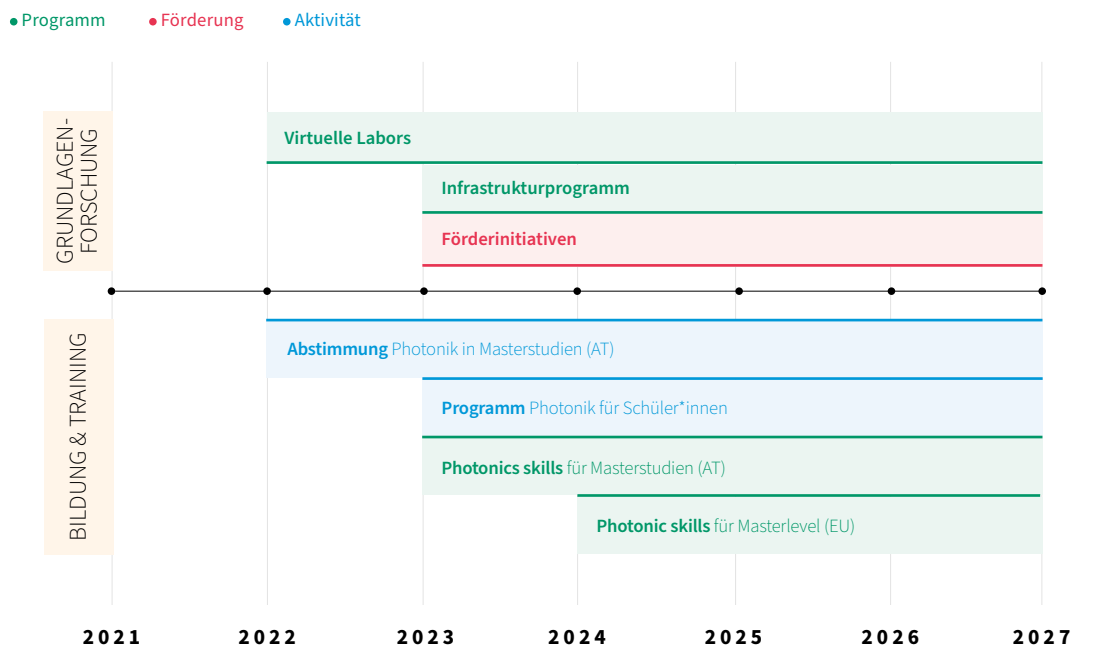 Programm Förderung Aktivität
GRUNDLAGEN-
FORSCHUNG
Virtuelle Labors
Infrastrukturprogramm
Förderinitiativen
BILDUNG & TRAINING
Abstimmung Photonik in Masterstudien (AT)
Programm Photonik für Schüler*innen
Photonics skills für Masterstudien (AT)
Photonic skills für Masterlevel (EU)
2021 2022 2023 2024 2025 2026 2027